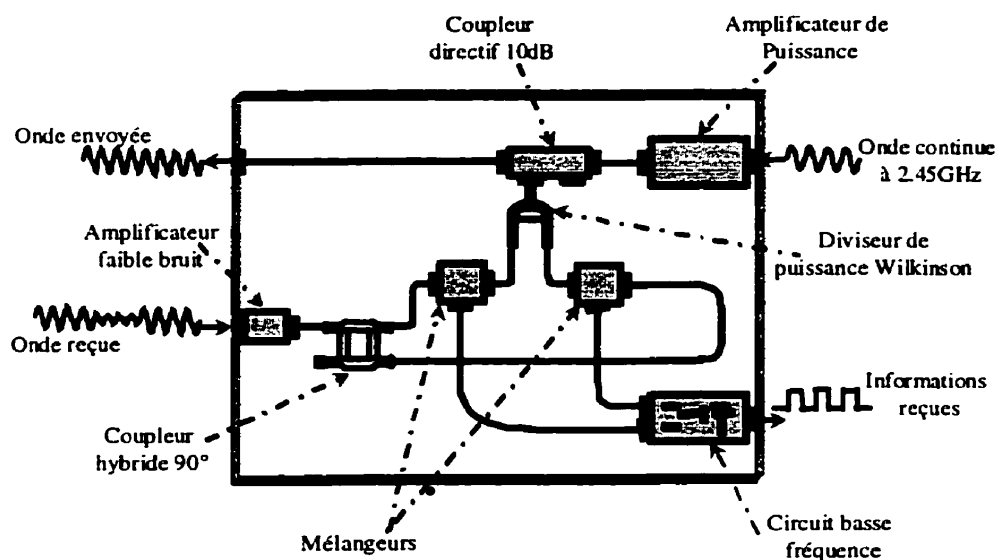 Coupleur
directif 10dB
Amplificateur de
Puissance
Onde envoyée
Onde continue
à 2.45GHz
Amplificateur
faible bruit
Diviseur de
puissance Wilkinson
Onde reçue
Informations
reçues
Coupleur
hybride 90°
Mélangeurs
Circuit basse
fréquence